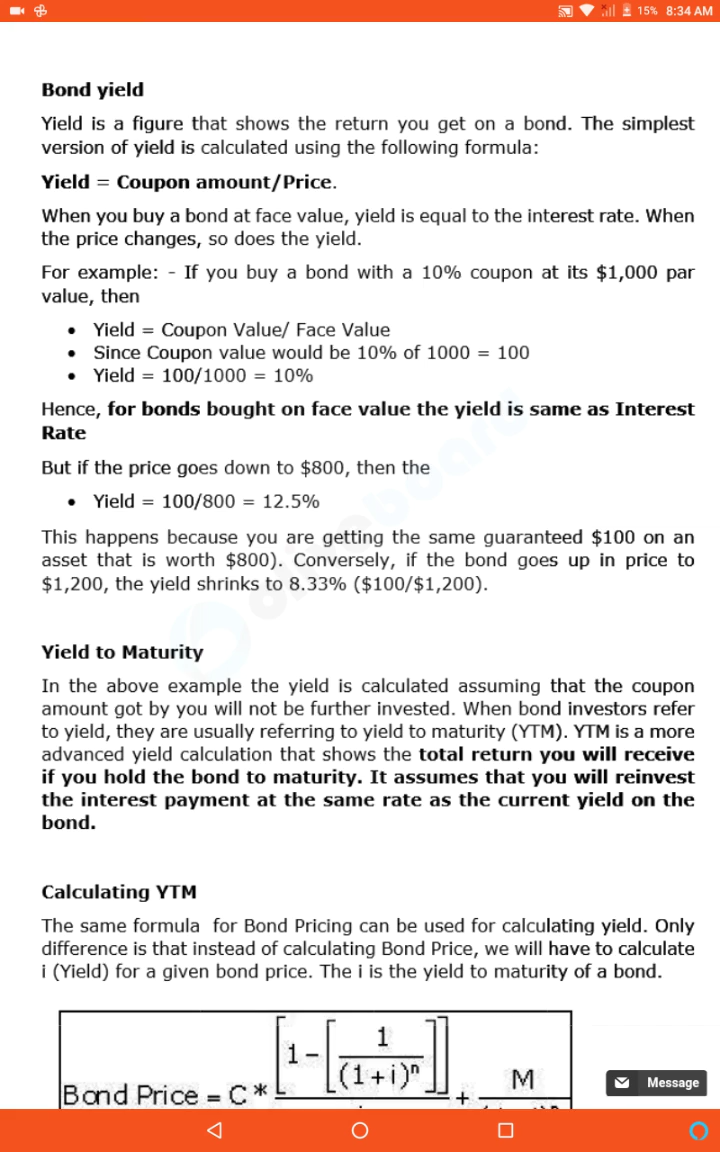 15% 8:34 AM
Bond yield
Yield is a figure that shows the return you get on a bond. The simplest
version of yield is calculated using the following formula:
Yield = Coupon amount/Price.
When you buy a bond at face value, yield is equal to the interest rate. When
the price changes, so does the yield.
For example: - If you buy a bond with a 10% coupon at its $1,000 par
value, then
• Yield = Coupon Value/ Face Value
• Since Coupon value would be 10% of 1000 = 100
• Yield = 100/1000 = 10%
Hence, for bonds bought on face value the yield is same as Interest
Rate
But if the price goes down to $800, then the
• Yield = 100/800 = 12.5%
This happens because you are getting the same guaranteed $100 on an
asset that is worth $800). Conversely, if the bond goes up in price to
$1,200, the yield shrinks to 8.33% ($100/$1,200).
Yield to Maturity
In the above example the yield is calculated assuming that the coupon
amount got by you will not be further invested. When bond investors refer
to yield, they are usually referring to yield to maturity (YTM). YTM is a more
advanced yield calculation that shows the total return you will receive
if you hold the bond to maturity. It assumes that you will reinvest
the interest payment at the same rate as the current yield on the
bond.
Calculating YTM
The same formula for Bond Pricing can be used for calculating yield. Only
difference is that instead of calculating Bond Price, we will have to calculate
i (Yield) for a given bond price. The i is the yield to maturity of a bond.
Bond Price = C * [1 - [1 / (1+i)ⁿ]] + M
Message